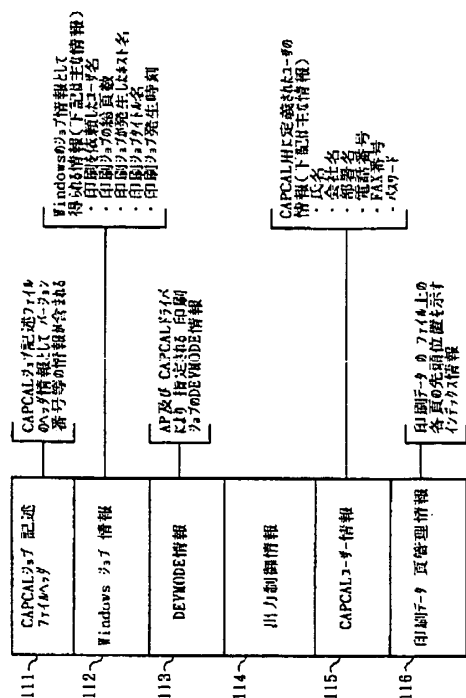 111
CAPCALジョブ 記述
ファイルヘッダ
CAPCALジョブ記述ファイル
のヘッダ情報として バージョン
番号等の情報が含まれる
112
Windows ジョブ 情報
Windowsのジョブ情報として
得られる情報(下記は主な情報)
・印刷を依頼したユーザ名
・印刷ジョブの総頁数
・印刷ジョブが発生したホスト名
・印刷ジョブタイトル名
・印刷ジョブ発生時刻
113
DEVMODE情報
AP及び CAPCALドライバ
により 指定される 印刷
ジョブのDEVMODE情報
114
出力制御情報
115
CAPCALユーザー情報
CAPCAL用に定義されたユーザの
情報(下記は主な情報)
・氏名
・会社名
・部署名
・電話番号
・FAX番号
・パスワード
116
印刷データ 頁管理情報
印刷データ の ファイル上の
各頁の先頭位置を示す
インデックス情報